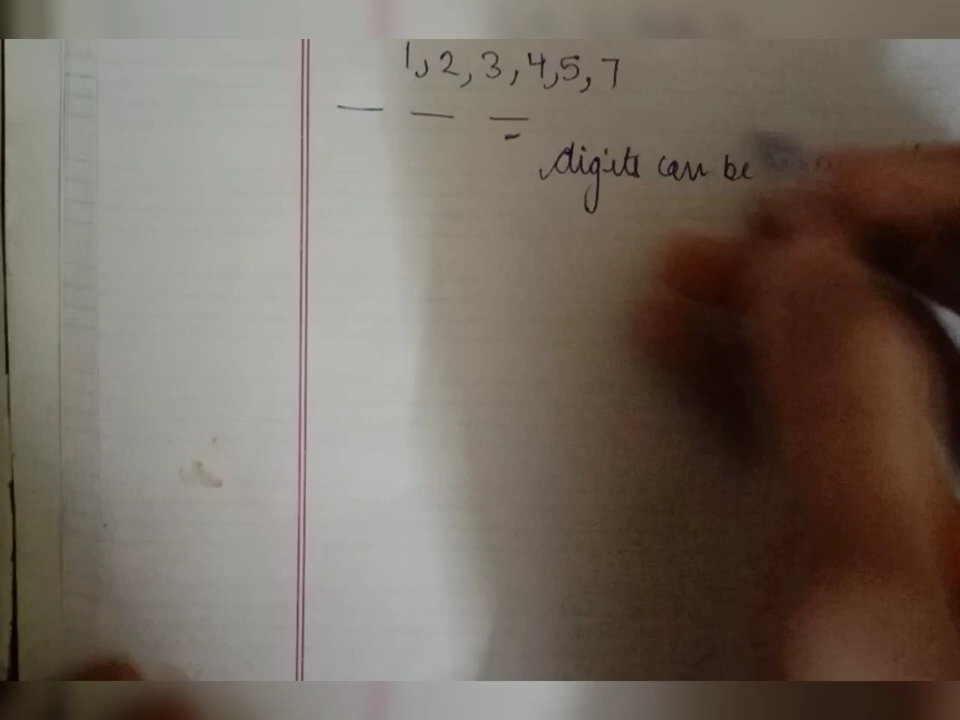 1, 2, 3, 4, 5, 7
_ _ _
digits can be